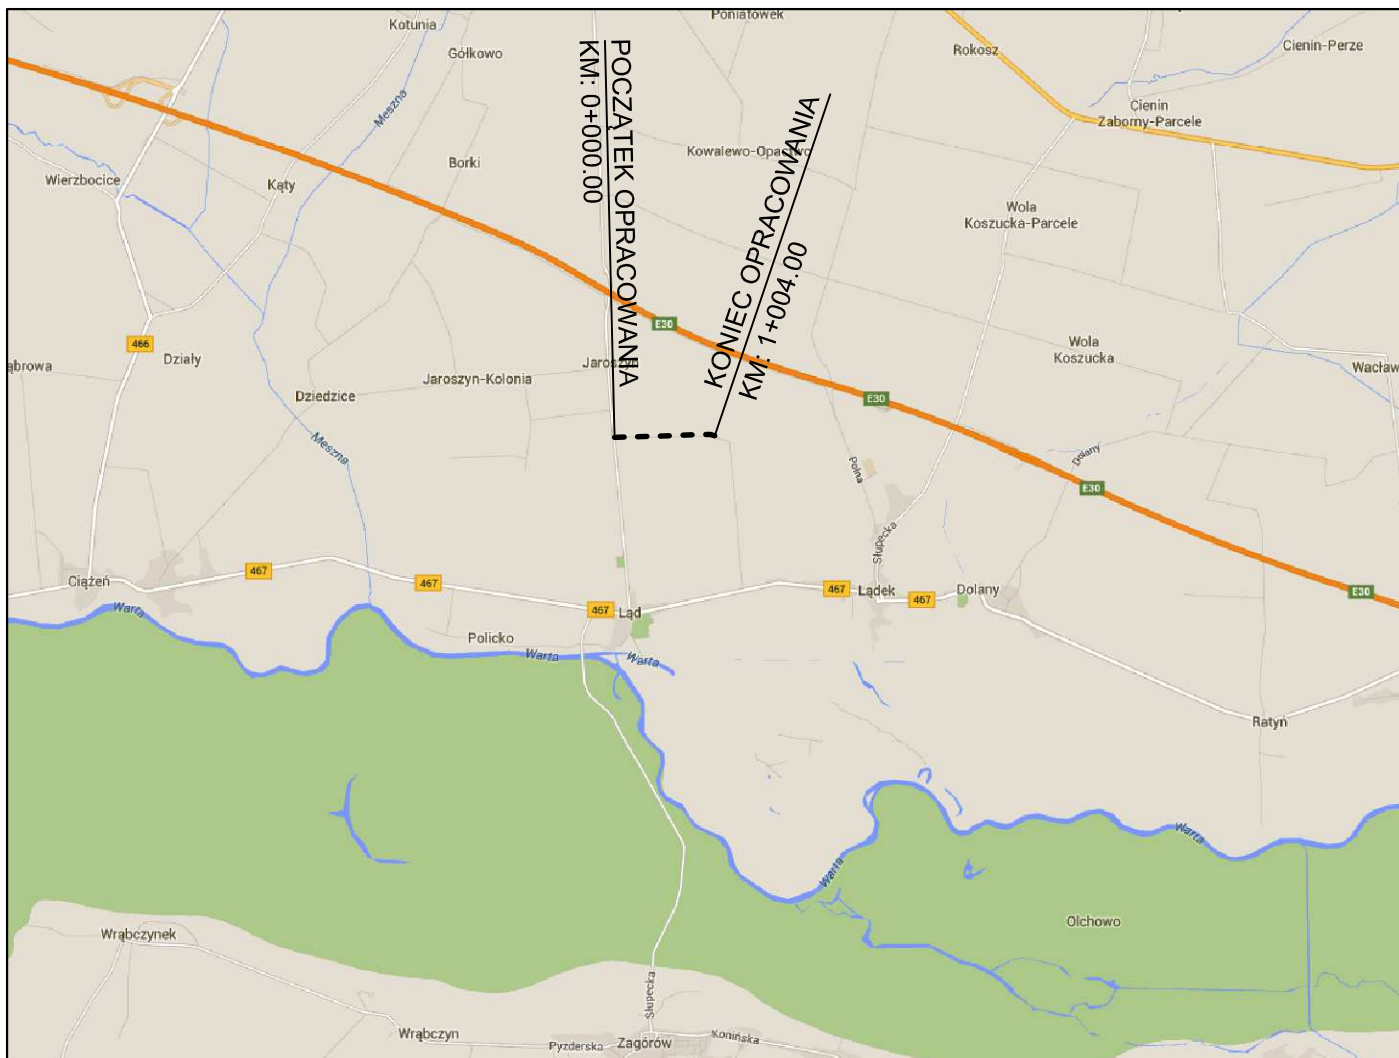 Poniatówek
Kotunia
Cienin-Perze
Gółkowo
Rokosz
POCZĄTEK OPRACOWANIA
KM: 0+000.00
Meszna
Cienin
Zaborny-Parcele
KONIEC OPRACOWANIA
KM: 1+004.00
Kowalewo-Opactwo
Borki
Wierzbocice
Kąty
Wola
Koszucka-Parcele
E30
466
Działy
Wola
Koszucka
Jaroszyn
ąbrowa
Wacław
Jaroszyn-Kolonia
Dziedzice
E30
Meszna
Dolany
Polna
E30
Słupecka
467
Ciążeń
467
467
Lądek
467
Dolany
E30
Warta
467
Ląd
Policko
Warta
Warta
Ratyń
Warta
Warta
Olchowo
Wrąbczynek
Słupecka
Wrąbczyn
Pyzderska
Zagórów
Konińska